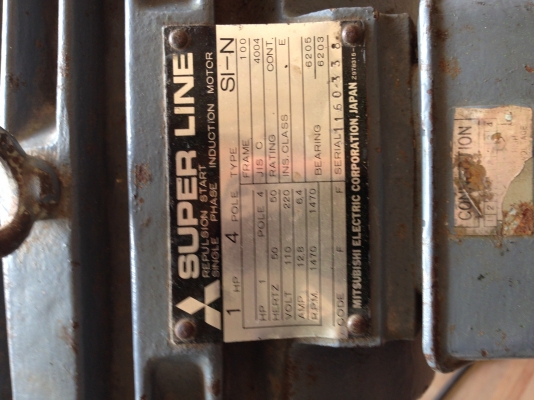 SUPER LINE
REPULSION START
SINGLE PHASE INDUCTION MOTOR
1 HP 4 POLE TYPE SI-N
FRAME 100
HP 1 POLE 4 JIS C 4004
HERTZ 50 50 RATING CONT.
VOLT 110 220 INS.CLASS E
AMP 12.8 6.4
R.P.M. 1470 1470 BEARING 6205 6203
CODE F F SERIAL
MITSUBISHI ELECTRIC CORPORATION, JAPAN